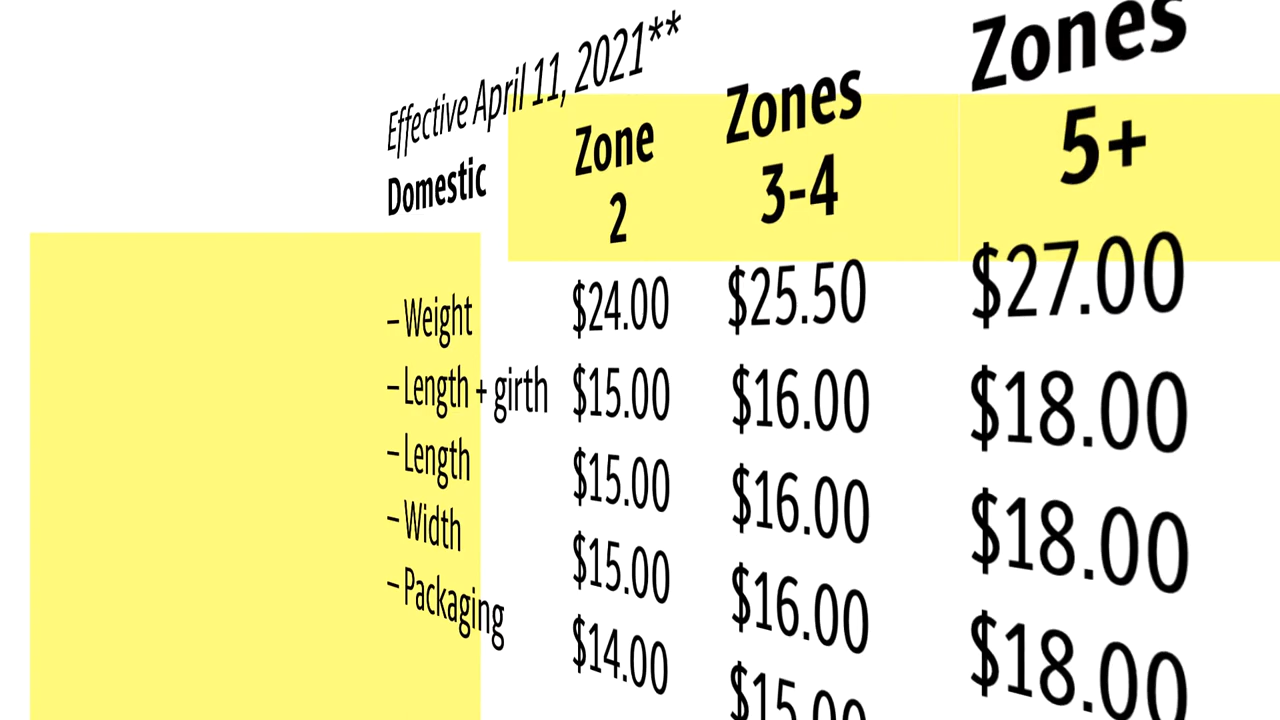 Effective April 11, 2021**
Domestic Zone 2 Zones 3-4 Zones 5+
– Weight $24.00 $25.50 $27.00
– Length + girth $15.00 $16.00 $18.00
– Length $15.00 $16.00 $18.00
– Width $15.00 $16.00 $18.00
– Packaging $14.00 $15.00